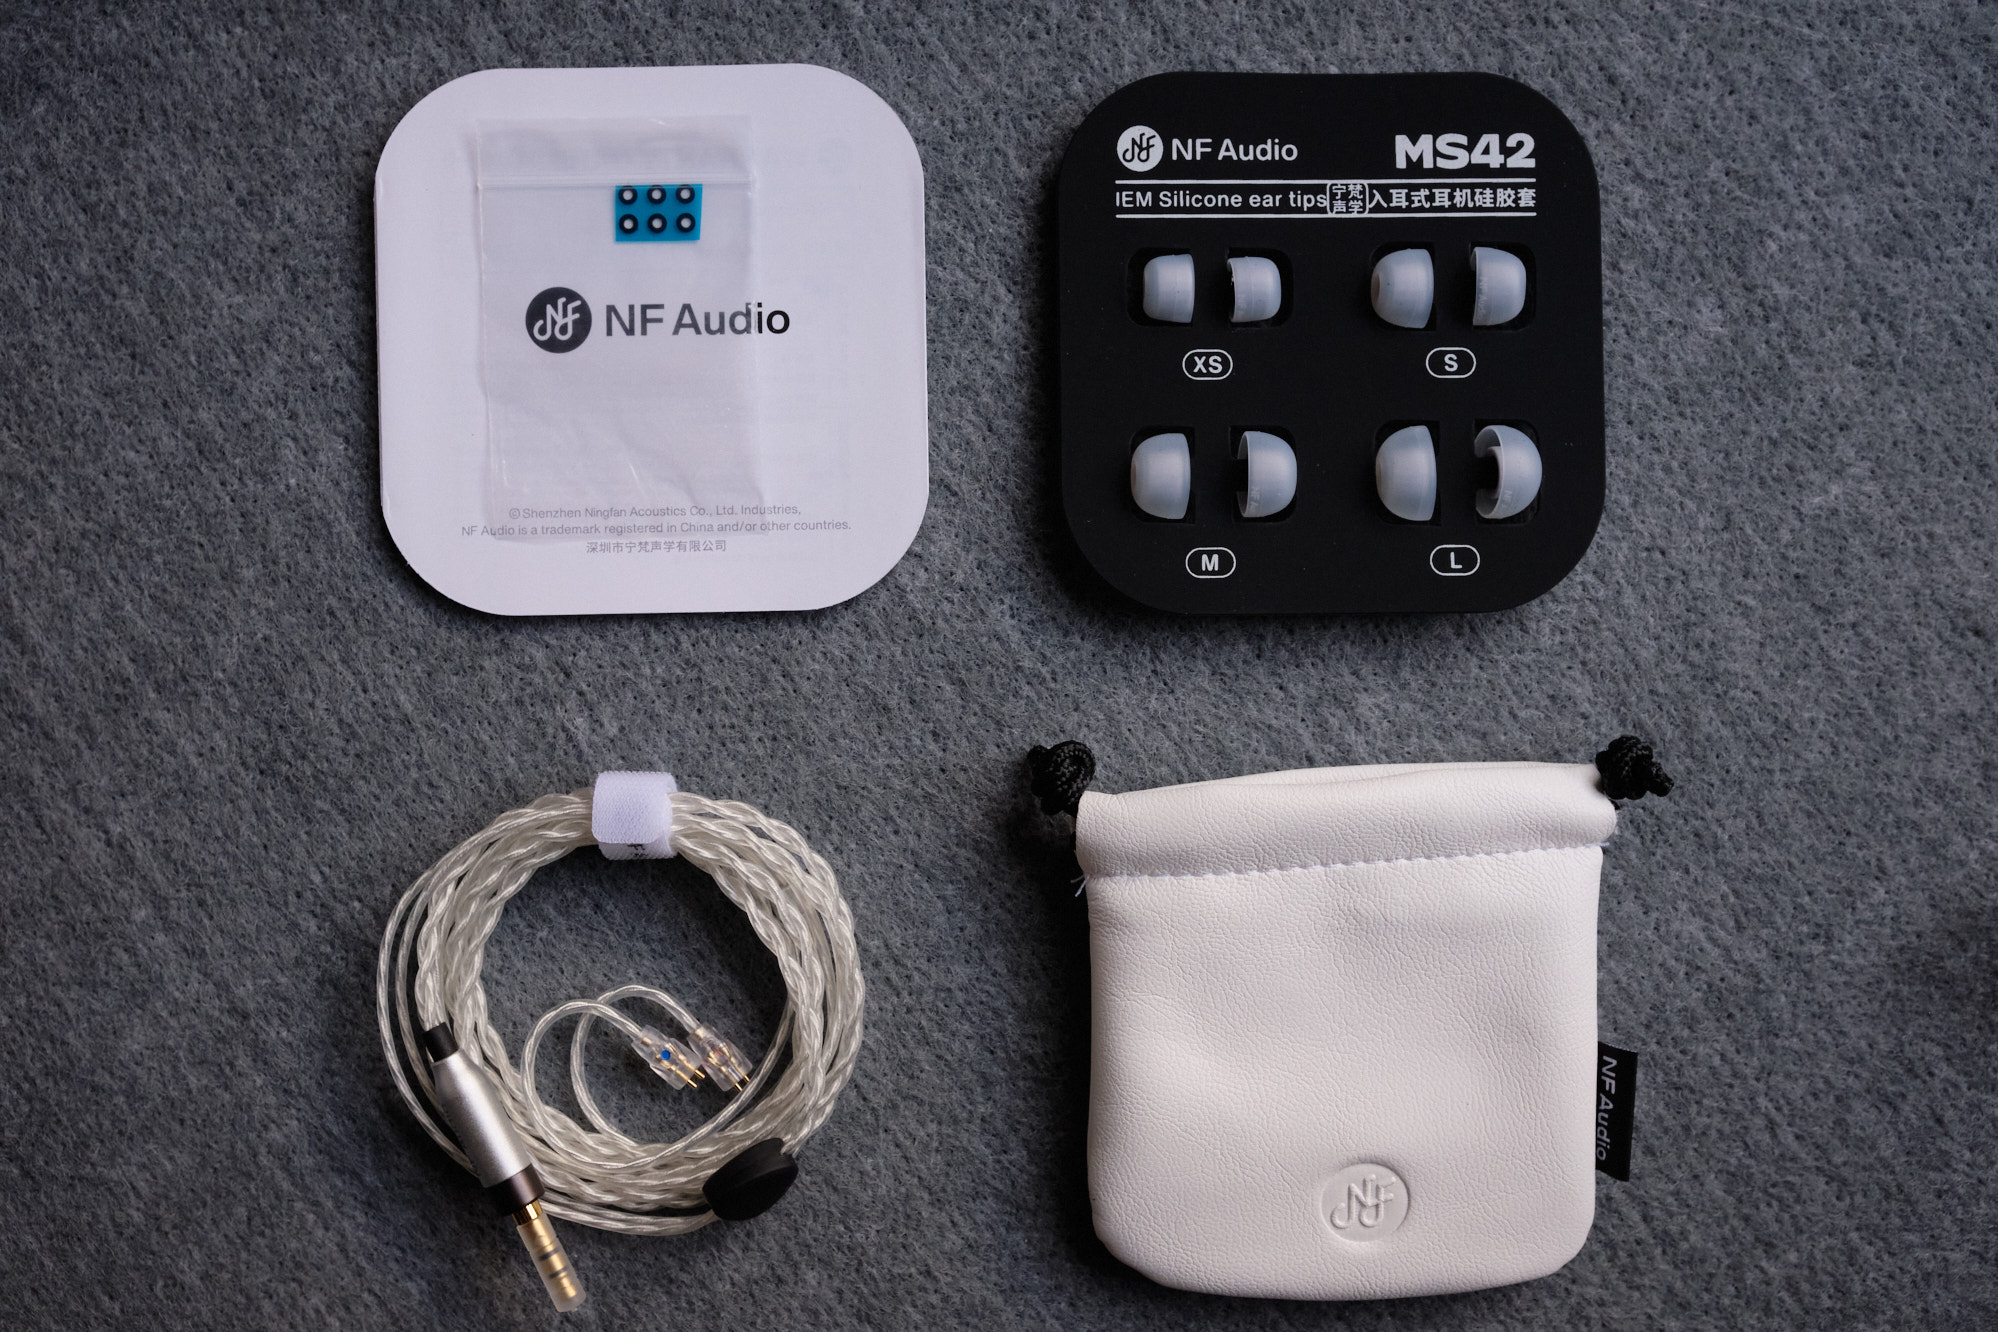 NF Audio
© Shenzhen Ningfan Acoustics Co., Ltd. Industries,
NF Audio is a trademark registered in China and/or other countries.
深圳市宁梵声学有限公司
NF NF Audio
MS42
IEM Silicone ear tips 宁梵声学 入耳式耳机硅胶套
XS
S
M
L
NF
NF Audio